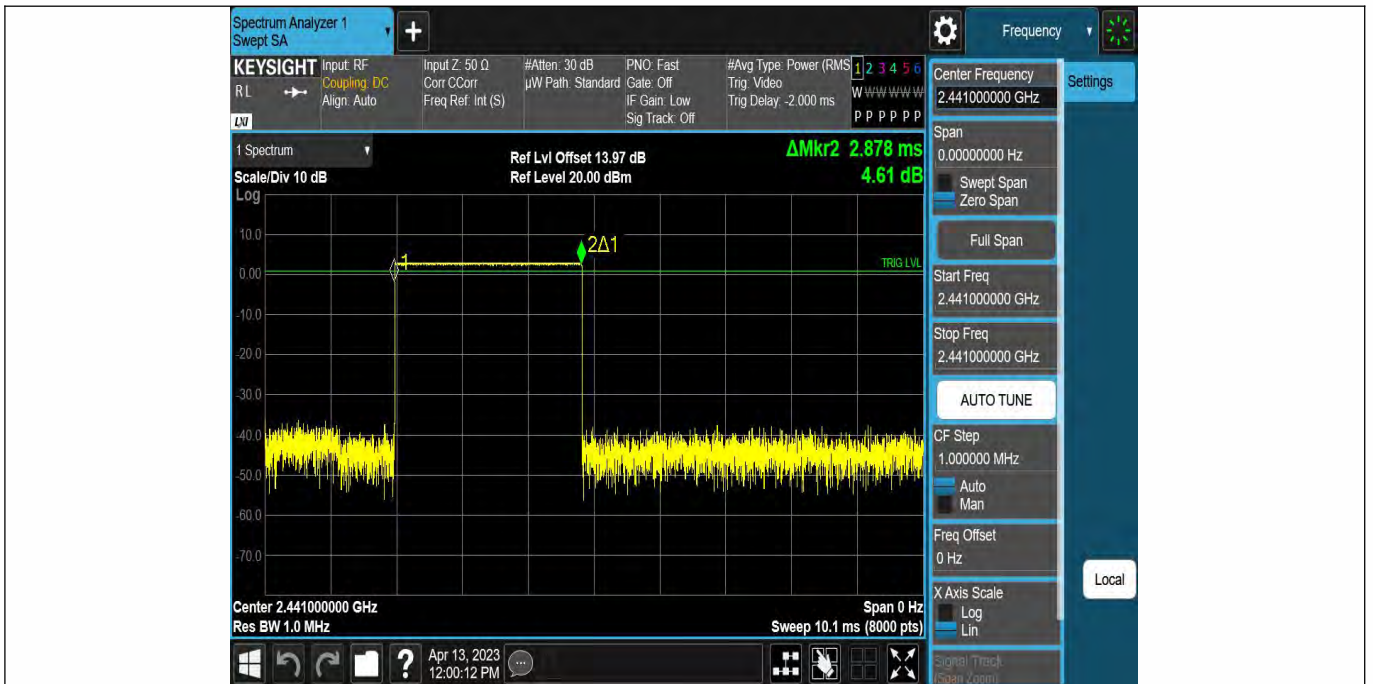 Spectrum Analyzer 1
Swept SA
+
Frequency
KEYSIGHT
RL
LXI
Input: RF
Coupling: DC
Align: Auto
Input Z: 50 Ω
Corr CCorr
Freq Ref: Int (S)
#Atten: 30 dB
µW Path: Standard
PNO: Fast
Gate: Off
IF Gain: Low
Sig Track: Off
#Avg Type: Power (RMS
Trig: Video
Trig Delay: -2.000 ms
1 2 3 4 5 6
W W W W W W
P P P P P P
1 Spectrum
Scale/Div 10 dB
Ref Lvl Offset 13.97 dB
Ref Level 20.00 dBm
ΔMkr2 2.878 ms
4.61 dB
Log
10.0
0.00
-10.0
-20.0
-30.0
-40.0
-50.0
-60.0
-70.0
1
2Δ1
TRIG LVL
Center 2.441000000 GHz
Res BW 1.0 MHz
Span 0 Hz
Sweep 10.1 ms (8000 pts)
Center Frequency
2.441000000 GHz
Settings
Span
0.00000000 Hz
Swept Span
Zero Span
Full Span
Start Freq
2.441000000 GHz
Stop Freq
2.441000000 GHz
AUTO TUNE
CF Step
1.000000 MHz
Auto
Man
Freq Offset
0 Hz
X Axis Scale
Log
Lin
Signal Track
(Span Zoom)
Local
?
Apr 13, 2023
12:00:12 PM